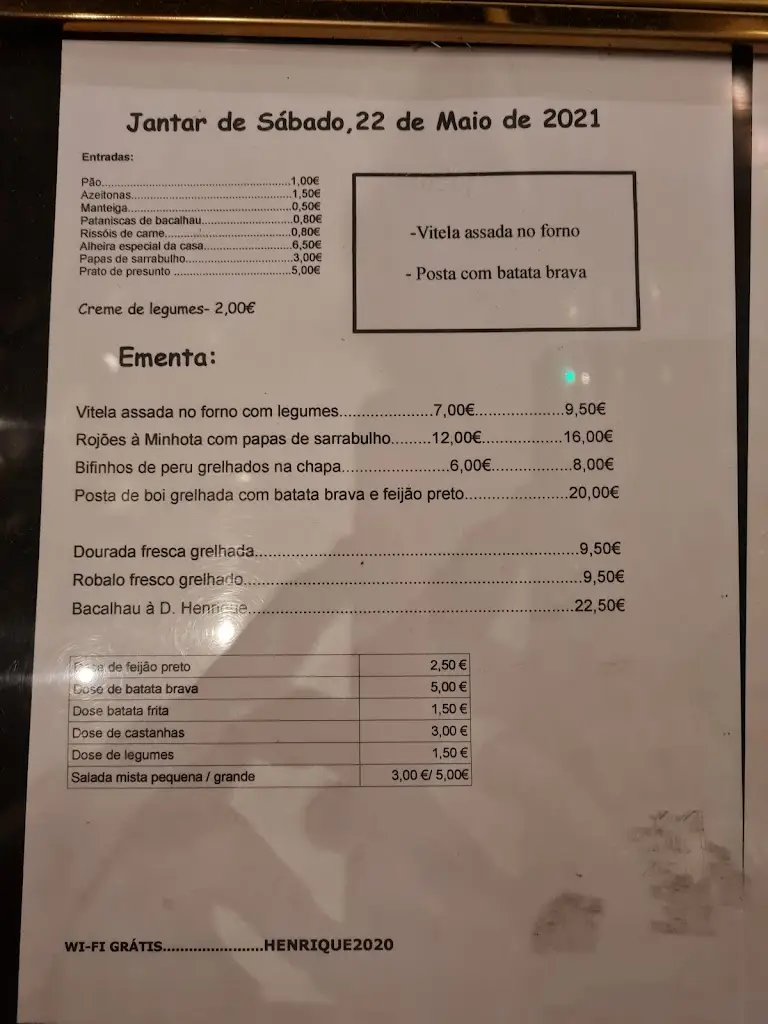 Jantar de Sábado,22 de Maio de 2021
Entradas:
Pão..............................................................1,00€
Azeitonas.....................................................1,50€
Manteiga......................................................0,50€
Pataniscas de bacalhau..............................0,80€
Rissóis de carne..........................................0,80€
Alheira especial da casa.............................6,50€
Papas de sarrabulho...................................3,00€
Prato de presunto .......................................5,00€
Creme de legumes- 2,00€
-Vitela assada no forno
- Posta com batata brava
Ementa:
Vitela assada no forno com legumes....................7,00€...................9,50€
Rojões à Minhota com papas de sarrabulho.........12,00€..................16,00€
Bifinhos de peru grelhados na chapa.......................6,00€..................8,00€
Posta de boi grelhada com batata brava e feijão preto.......................20,00€
Dourada fresca grelhada......................................................................9,50€
Robalo fresco grelhado.........................................................................9,50€
Bacalhau à D. Henrique.......................................................................22,50€
Dose de feijão preto 2,50 €
Dose de batata brava 5,00 €
Dose batata frita 1,50 €
Dose de castanhas 3,00 €
Dose de legumes 1,50 €
Salada mista pequena / grande 3,00 €/ 5,00€
WI-FI GRÁTIS.......................HENRIQUE2020